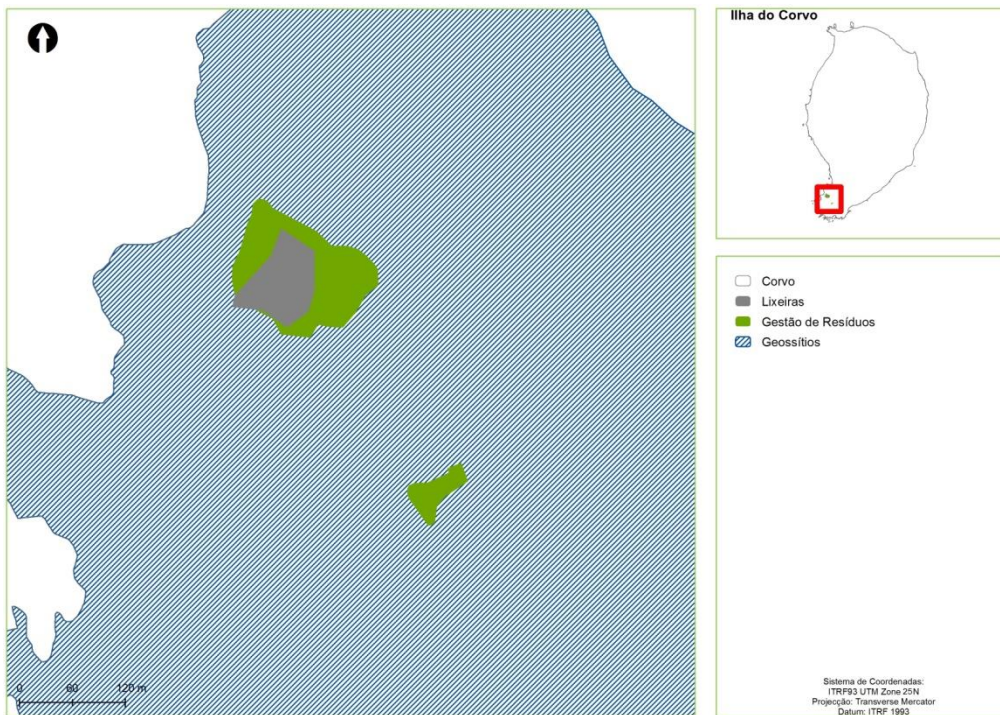 Ilha do Corvo
Corvo
Lixeiras
Gestão de Resíduos
Geossítios
0 60 120 m
Sistema de Coordenadas:
ITRF93 UTM Zone 25N
Projecção: Transverse Mercator
Datum: ITRF 1993